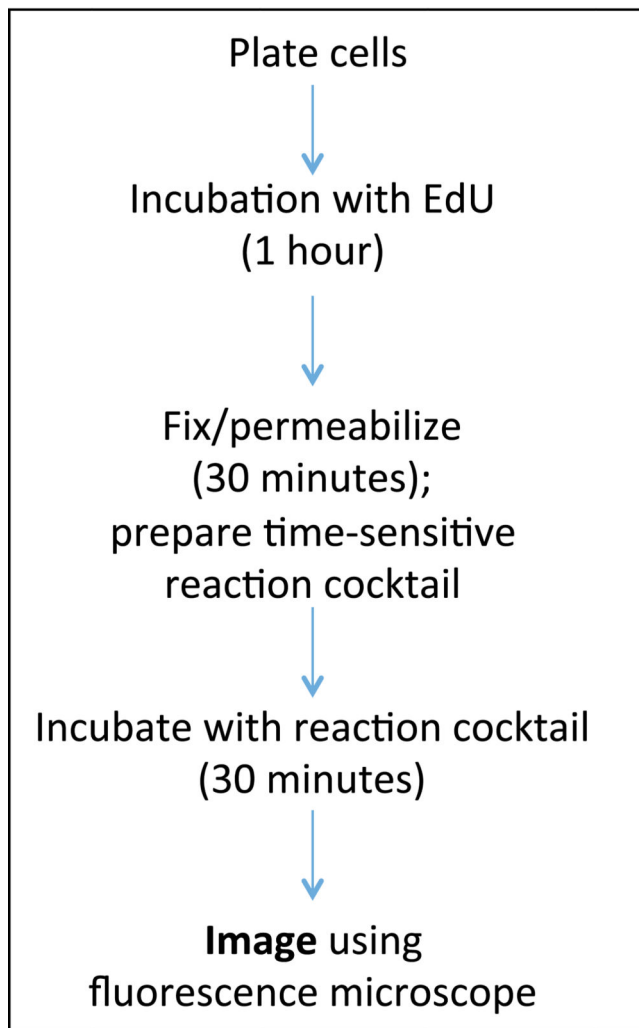 Plate cells
Incubation with EdU
(1 hour)
Fix/permeabilize
(30 minutes);
prepare time-sensitive
reaction cocktail
Incubate with reaction cocktail
(30 minutes)
Image using
fluorescence microscope